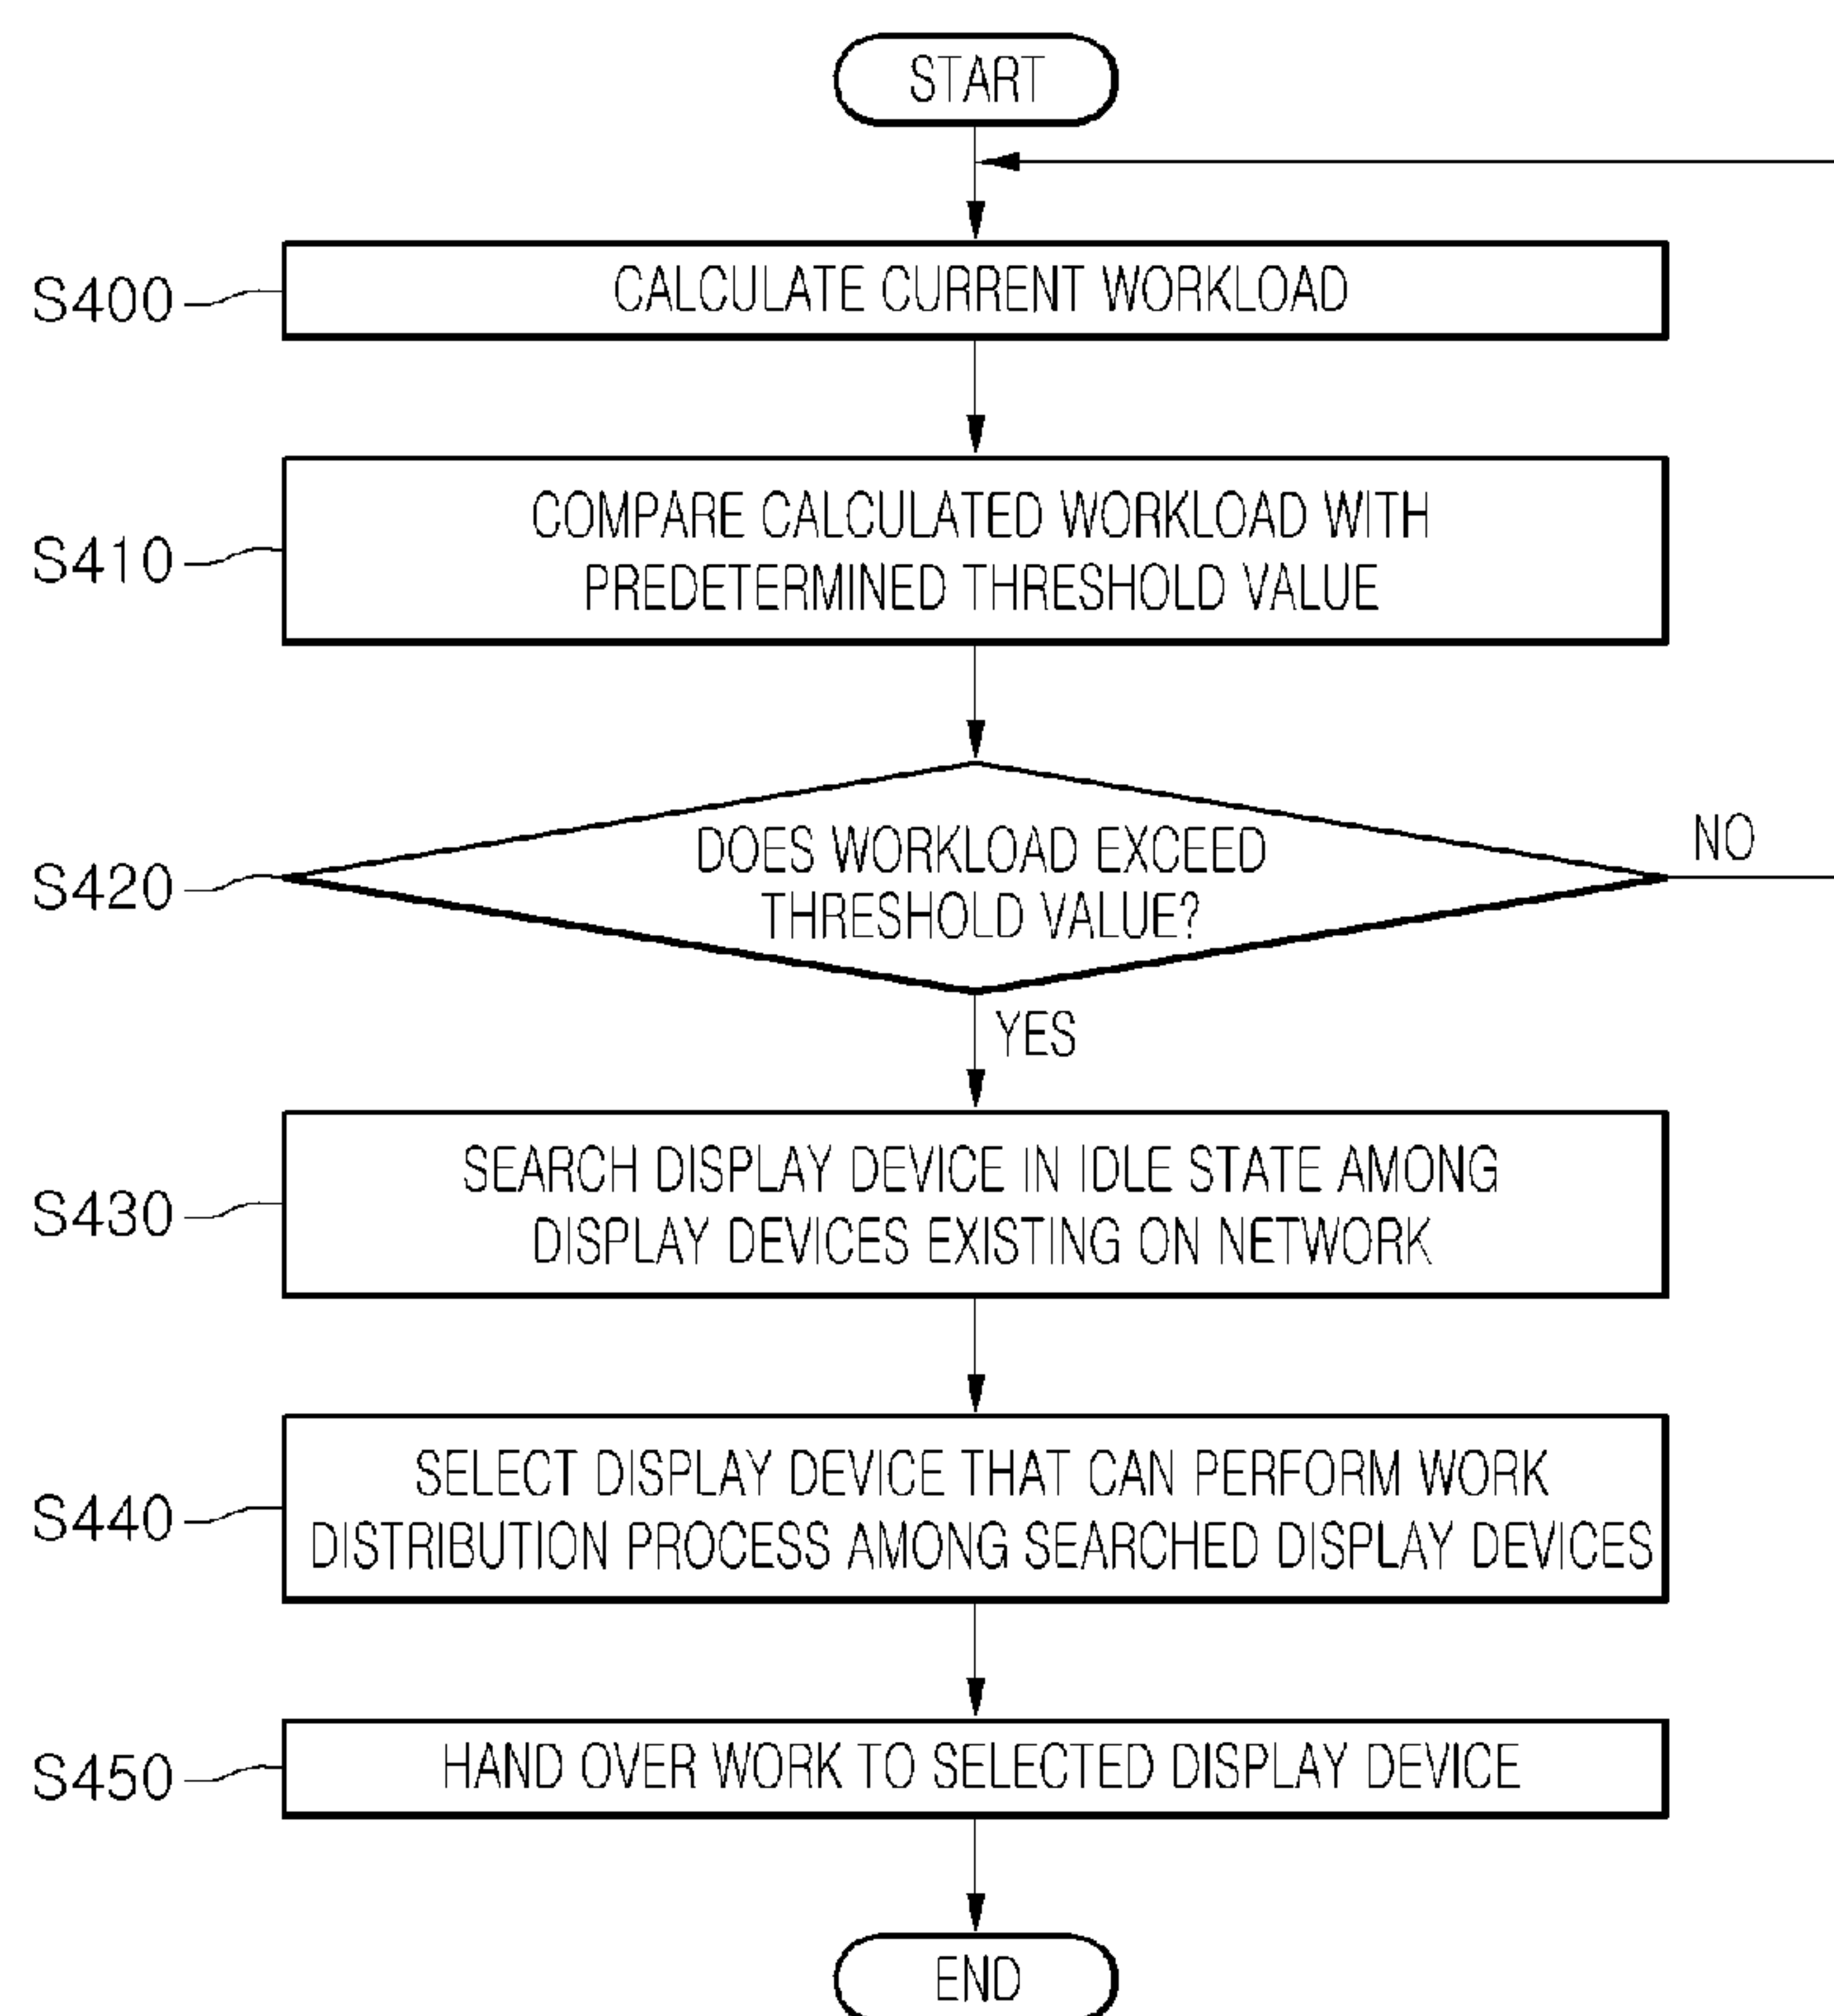 START
S400
CALCULATE CURRENT WORKLOAD
S410
COMPARE CALCULATED WORKLOAD WITH
PREDETERMINED THRESHOLD VALUE
S420
DOES WORKLOAD EXCEED
THRESHOLD VALUE?
NO
YES
S430
SEARCH DISPLAY DEVICE IN IDLE STATE AMONG
DISPLAY DEVICES EXISTING ON NETWORK
S440
SELECT DISPLAY DEVICE THAT CAN PERFORM WORK
DISTRIBUTION PROCESS AMONG SEARCHED DISPLAY DEVICES
S450
HAND OVER WORK TO SELECTED DISPLAY DEVICE
END